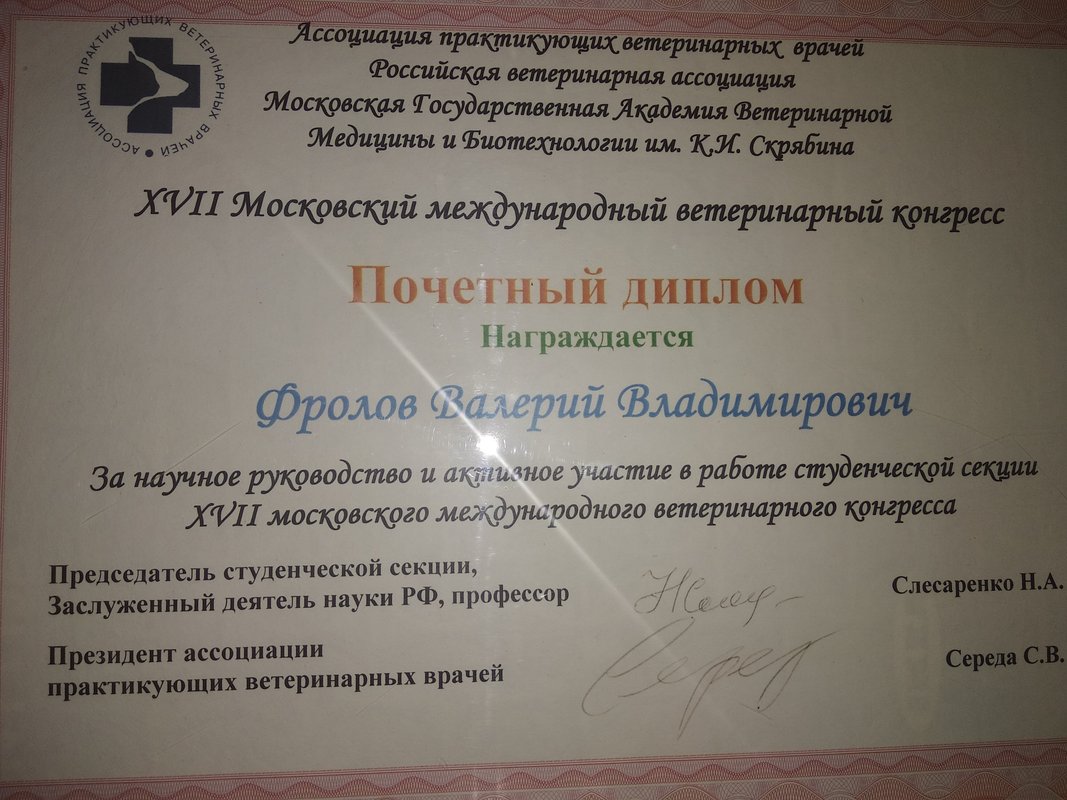 АССОЦИАЦИЯ ПРАКТИКУЮЩИХ ВЕТЕРИНАРНЫХ ВРАЧЕЙ
Ассоциация практикующих ветеринарных врачей
Российская ветеринарная ассоциация
Московская Государственная Академия Ветеринарной
Медицины и Биотехнологии им. К.И. Скрябина
XVII Московский международный ветеринарный конгресс
Почетный диплом
Награждается
Фролов Валерий Владимирович
За научное руководство и активное участие в работе студенческой секции
XVII московского международного ветеринарного конгресса
Председатель студенческой секции,
Заслуженный деятель науки РФ, профессор
Слесаренко Н.А.
Президент ассоциации
практикующих ветеринарных врачей
Середа С.В.